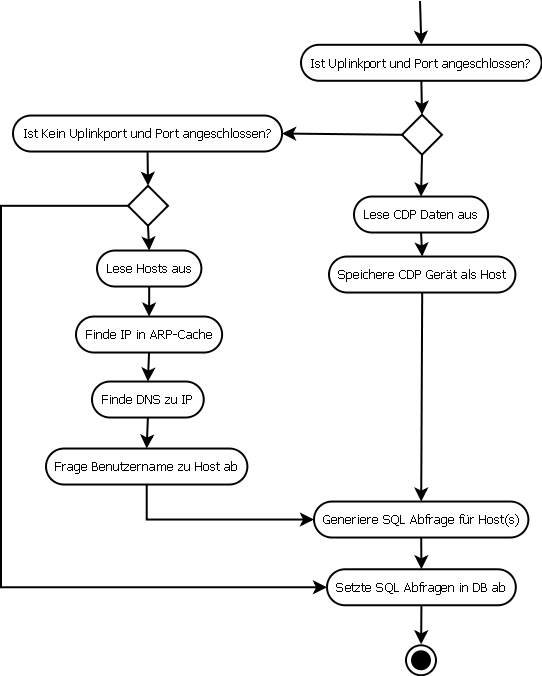 Ist Uplinkport und Port angeschlossen?
Ist Kein Uplinkport und Port angeschlossen?
Lese CDP Daten aus
Lese Hosts aus
Speichere CDP Gerät als Host
Finde IP in ARP-Cache
Finde DNS zu IP
Frage Benutzername zu Host ab
Generiere SQL Abfrage für Host(s)
Setzte SQL Abfragen in DB ab